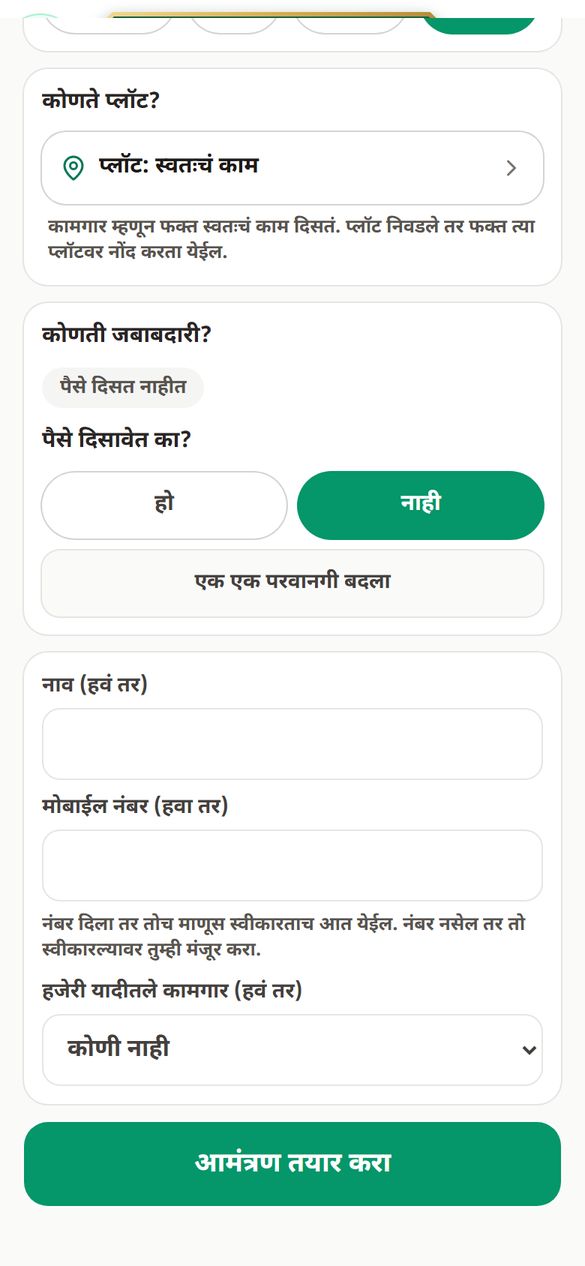 कोणते प्लॉट?
प्लॉट: स्वतःचं काम
कामगार म्हणून फक्त स्वतःचं काम दिसतं. प्लॉट निवडले तर फक्त त्या
प्लॉटवर नोंद करता येईल.
कोणती जबाबदारी?
पैसे दिसत नाहीत
पैसे दिसावेत का?
हो
नाही
एक एक परवानगी बदला
नाव (हवं तर)
मोबाईल नंबर (हवा तर)
नंबर दिला तर तोच माणूस स्वीकारताच आत येईल. नंबर नसेल तर तो
स्वीकारल्यावर तुम्ही मंजूर करा.
हजेरी यादीतले कामगार (हवं तर)
कोणी नाही
आमंत्रण तयार करा